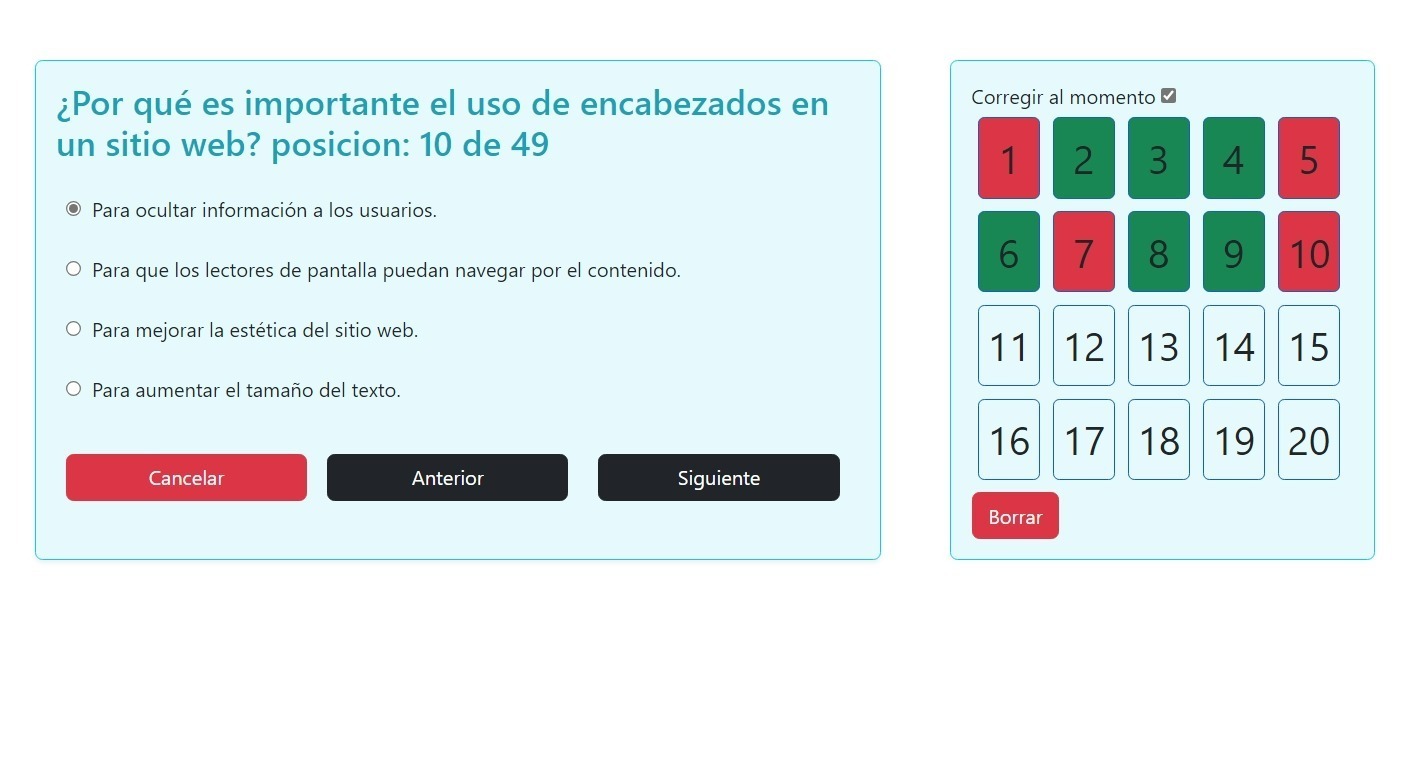 ¿Por qué es importante el uso de encabezados en
un sitio web? posicion: 10 de 49
Para ocultar información a los usuarios.
Para que los lectores de pantalla puedan navegar por el contenido.
Para mejorar la estética del sitio web.
Para aumentar el tamaño del texto.
Cancelar Anterior Siguiente
Corregir al momento
1 2 3 4 5
6 7 8 9 10
11 12 13 14 15
16 17 18 19 20
Borrar